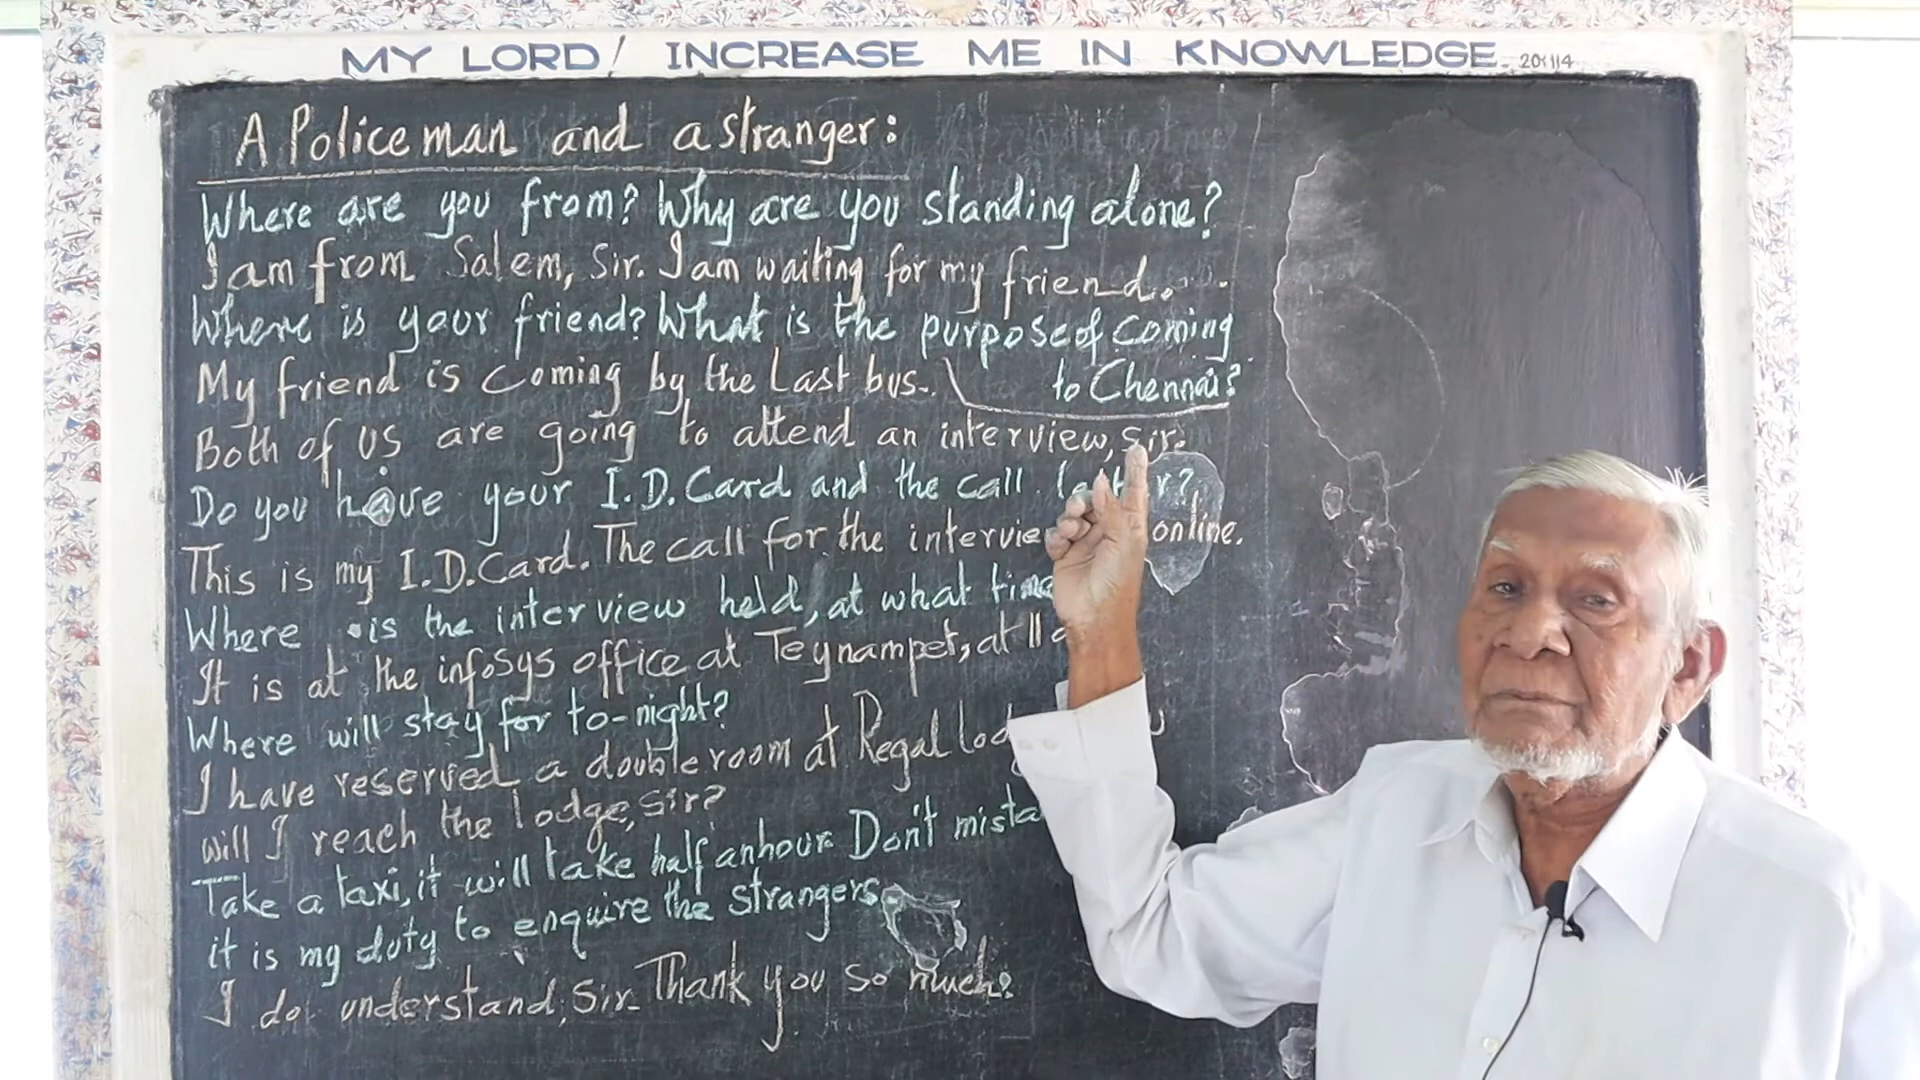 MY LORD! INCREASE ME IN KNOWLEDGE. 20114
A Police man and a stranger:
Where are you from? Why are you standing alone?
I am from Salem, Sir. I am waiting for my friend.
Where is your friend? What is the purpose of coming
My friend is coming by the last bus. to Chennai?
Both of us are going to attend an interview, Sir.
Do you have your I.D. Card and the call letter?
This is my I.D. Card. The call for the interview online.
Where is the interview held, at what time
It is at the infosys office at Teynampet, at 11 a
Where will stay for to-night?
I have reserved a double room at Regal Lod
will I reach the lodge, Sir?
Take a taxi, it will take half an hour. Don't mista
it is my duty to enquire the strangers.
I do understand, Sir. Thank you so much.